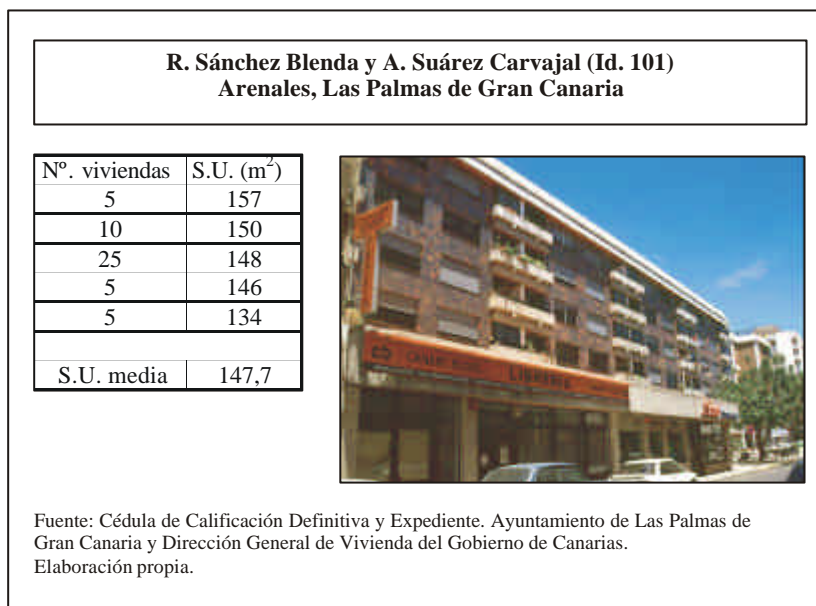 R. Sánchez Blenda y A. Suárez Carvajal (Id. 101)
Arenales, Las Palmas de Gran Canaria
Nº. viviendas S.U. (m²)
5 157
10 150
25 148
5 146
5 134
S.U. media 147,7
LIBRERIA
Fuente: Cédula de Calificación Definitiva y Expediente. Ayuntamiento de Las Palmas de
Gran Canaria y Dirección General de Vivienda del Gobierno de Canarias.
Elaboración propia.